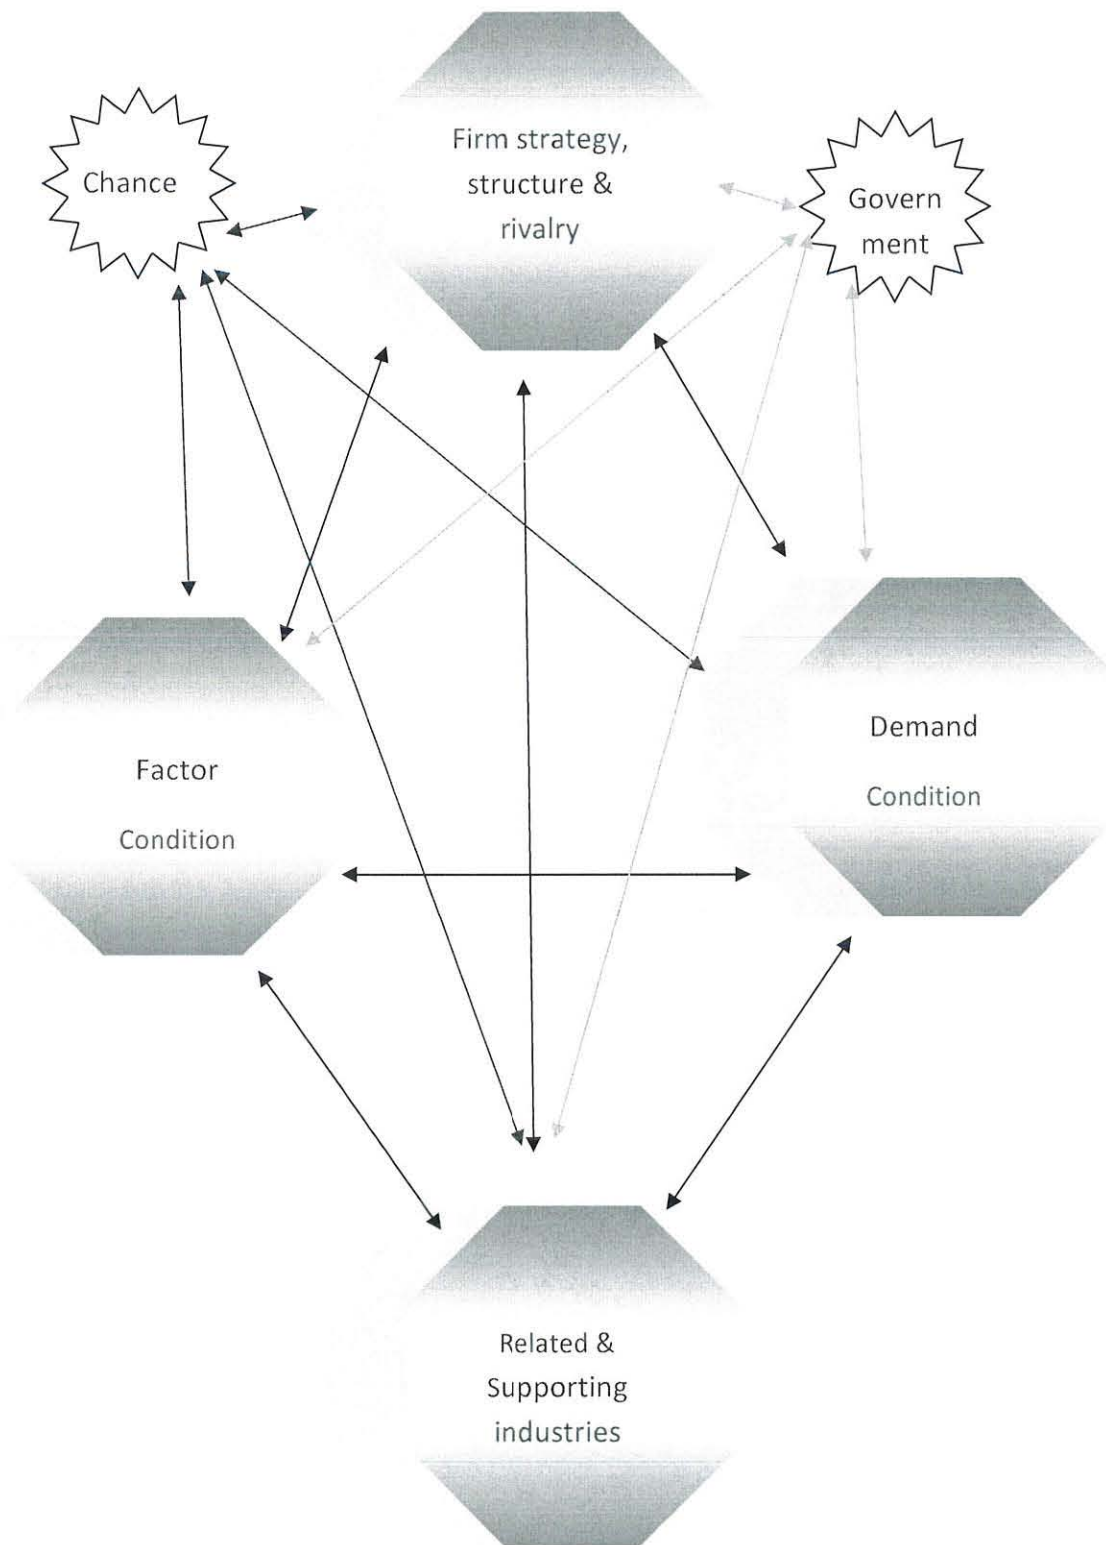 Firm strategy,
structure &
rivalry
Chance
Govern
ment
Factor
Condition
Demand
Condition
Related &
Supporting
industries